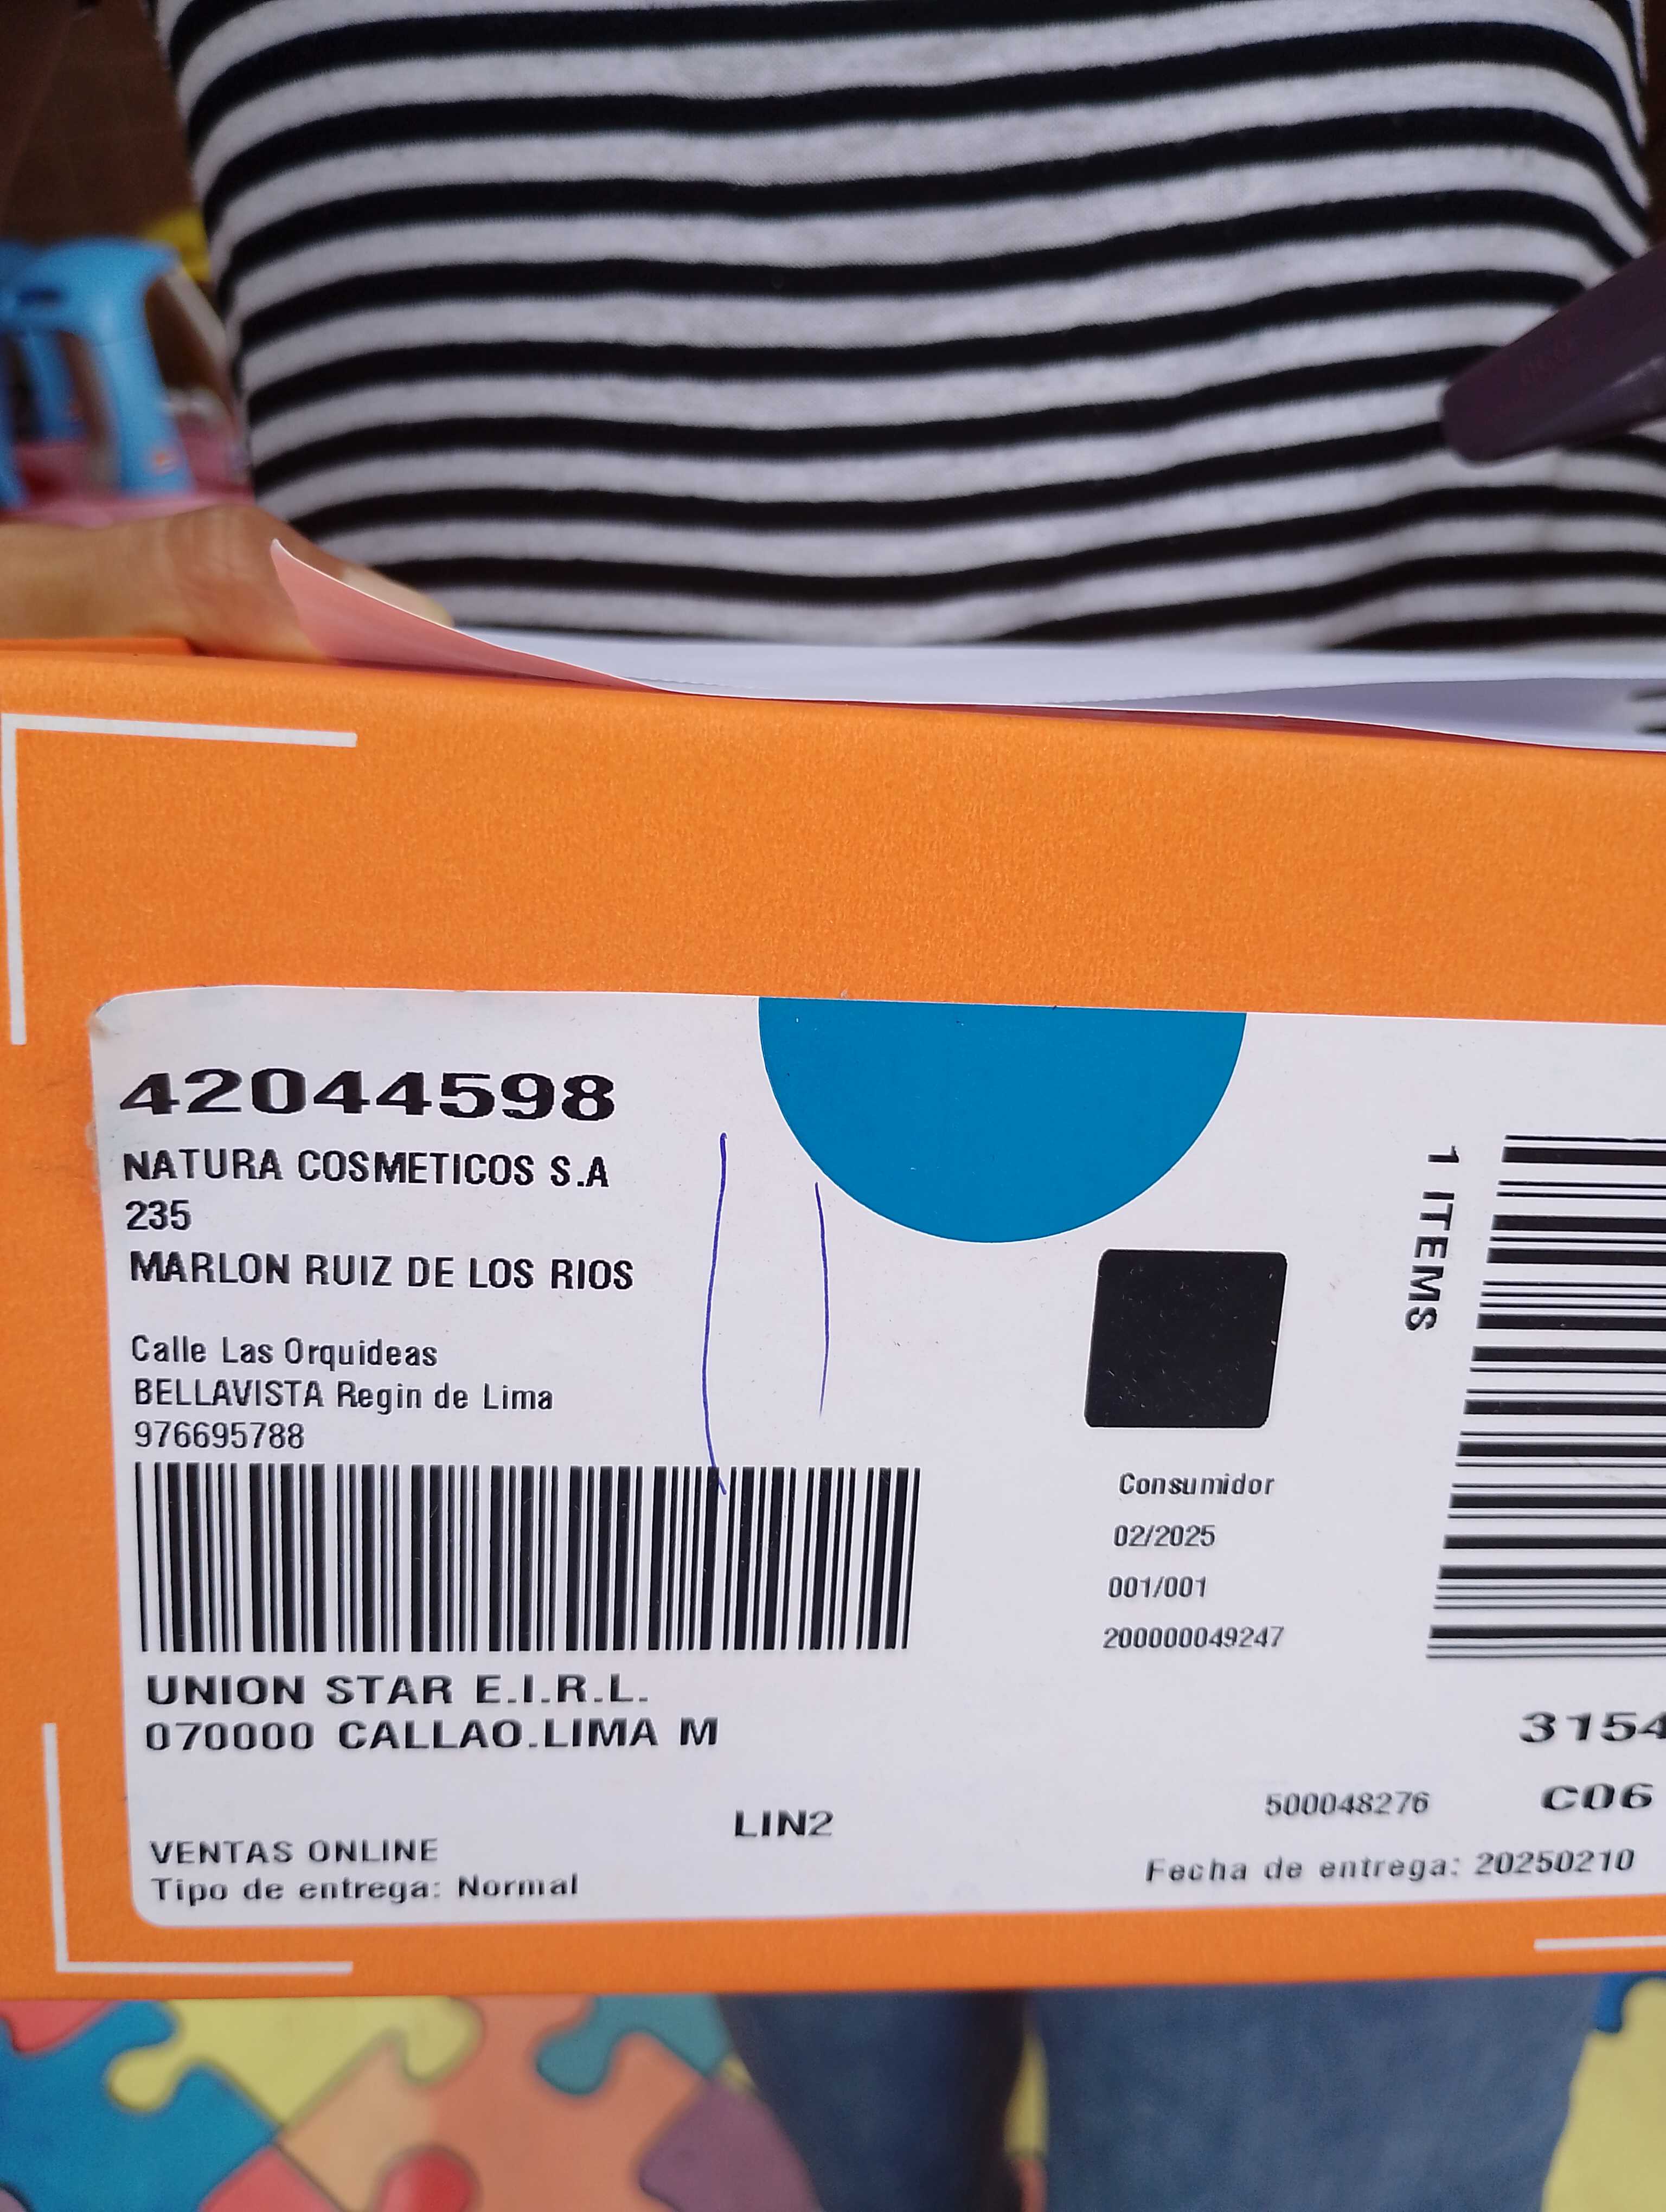 42044598
NATURA COSMETICOS S.A
235
MARLON RUIZ DE LOS RIOS
Calle Las Orquideas
BELLAVISTA Regin de Lima
976695788
UNION STAR E.I.R.L.
070000 CALLAO.LIMA M
LIN2
VENTAS ONLINE
Tipo de entrega: Normal
Consumidor
02/2025
001/001
200000049247
1 ITEMS
3154
500048276
C06
Fecha de entrega: 20250210